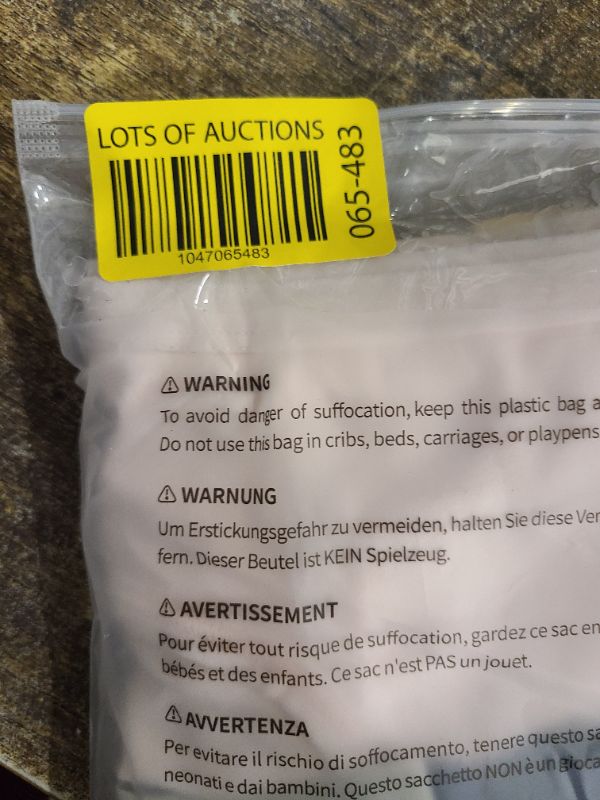 LOTS OF AUCTIONS
1047065483
065-483
⚠ WARNING
To avoid danger of suffocation, keep this plastic bag a
Do not use this bag in cribs, beds, carriages, or playpens
⚠ WARNUNG
Um Erstickungsgefahr zu vermeiden, halten Sie diese Ver
fern. Dieser Beutel ist KEIN Spielzeug.
⚠ AVERTISSEMENT
Pour éviter tout risque de suffocation, gardez ce sac en
bébés et des enfants. Ce sac n'est PAS un jouet.
⚠ AVVERTENZA
Per evitare il rischio di soffocamento, tenere questo sa
neonati e dai bambini. Questo sacchetto NON è un gioca